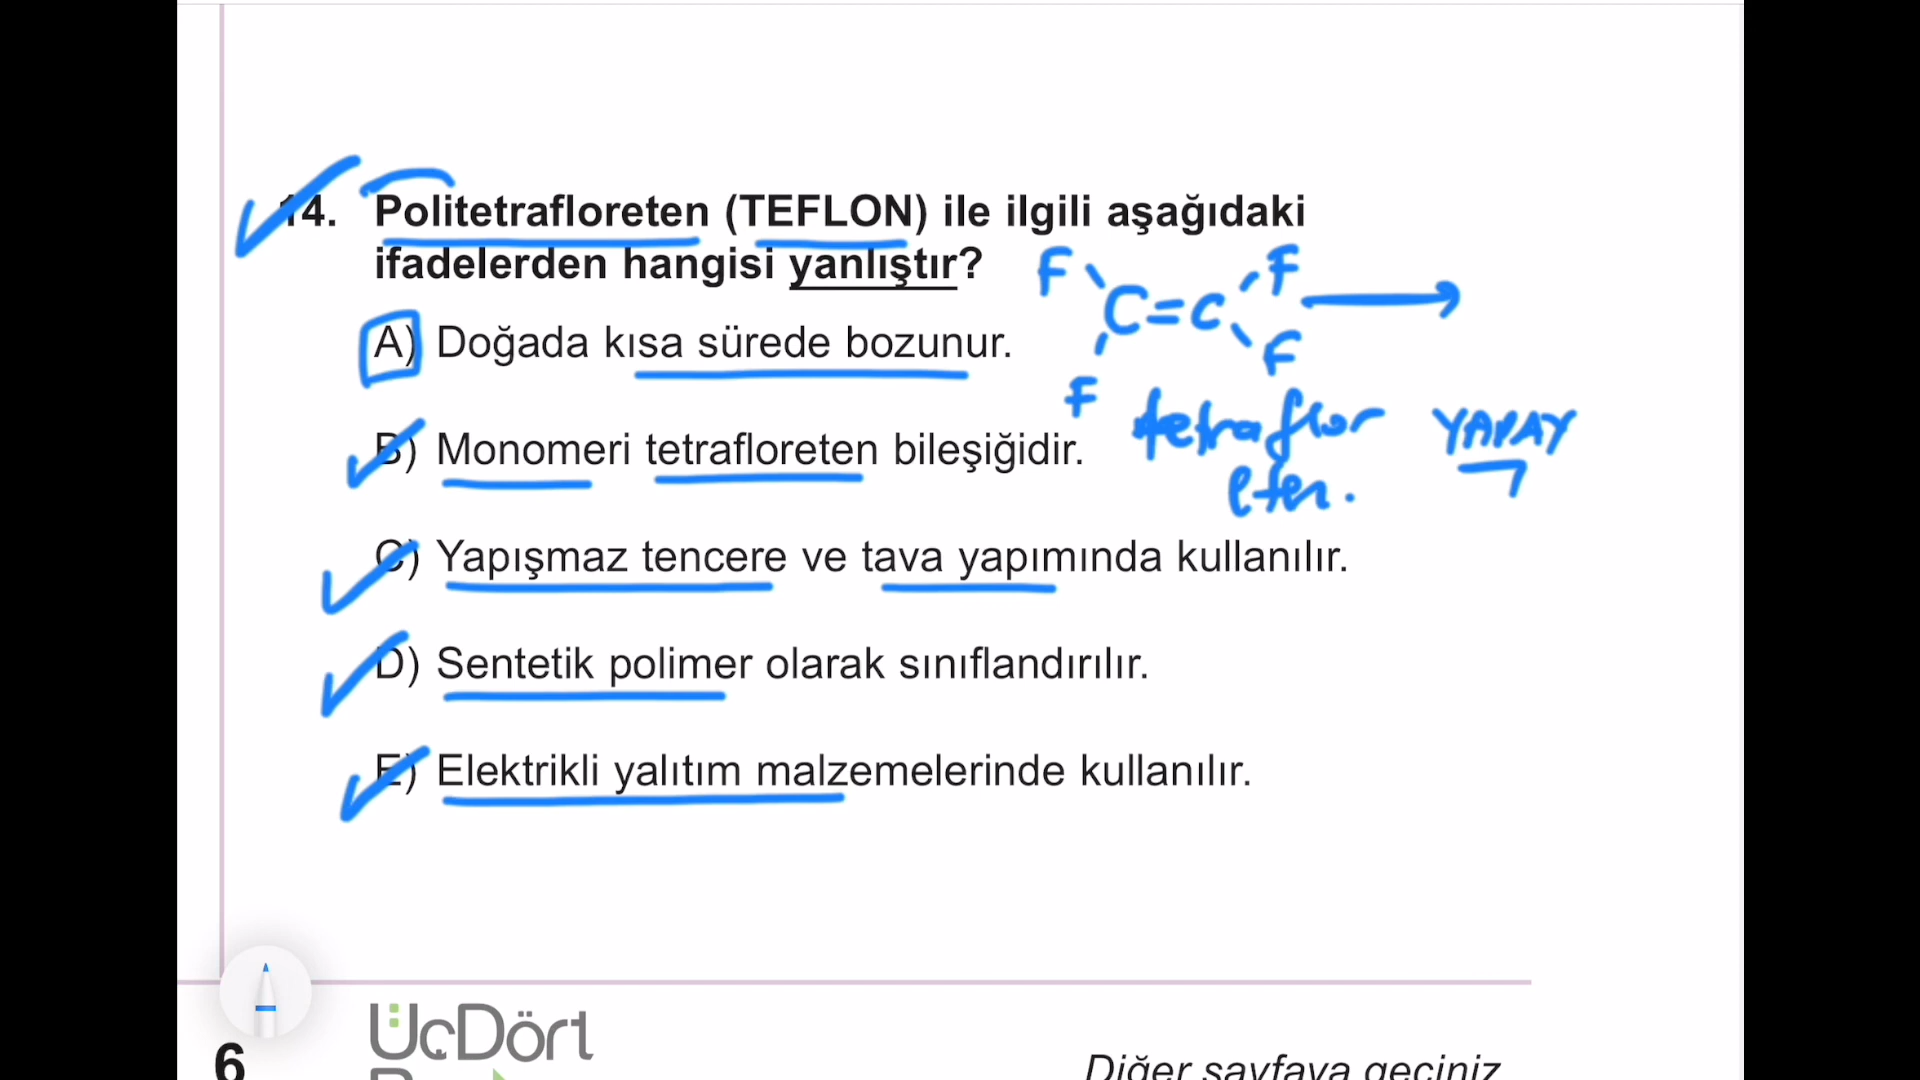 14. Politetrafloreten (TEFLON) ile ilgili aşağıdaki
ifadelerden hangisi yanlıştır?
A) Doğada kısa sürede bozunur.
B) Monomeri tetrafloreten bileşiğidir.
C) Yapışmaz tencere ve tava yapımında kullanılır.
D) Sentetik polimer olarak sınıflandırılır.
E) Elektrikli yalıtım malzemelerinde kullanılır.
F F
C=C
F F
tetraflor
eten.
YAPAY
6
ÜçDört
Diğer sayfaya geçiniz